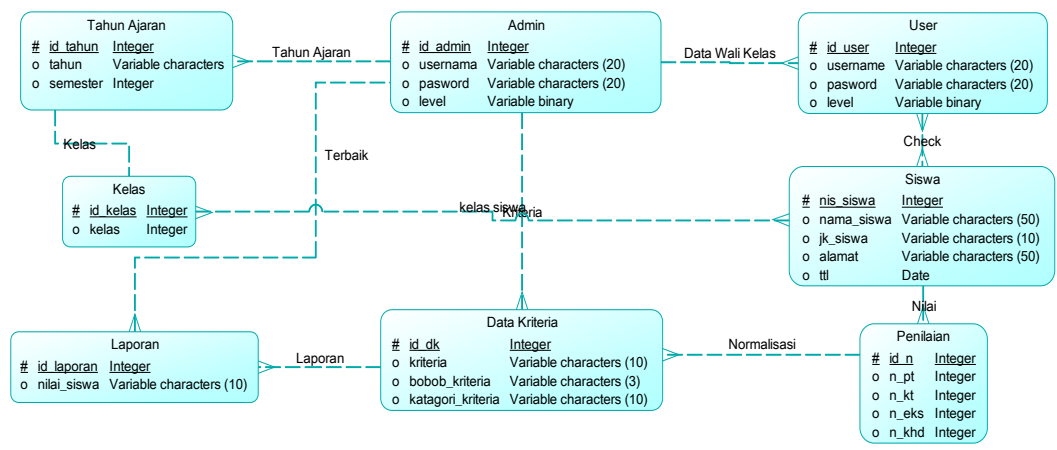 Tahun Ajaran
# id_tahun Integer
o tahun Variable characters
o semester Integer
Tahun Ajaran
Admin
# id_admin Integer
o usernama Variable characters (20)
o pasword Variable characters (20)
o level Variable binary
Data Wali Kelas
User
# id_user Integer
o username Variable characters (20)
o pasword Variable characters (20)
o level Variable binary
Kelas
Terbaik
Check
Kelas
# id_kelas Integer
o kelas Integer
kelas siswa
Kriteria
Siswa
# nis_siswa Integer
o nama_siswa Variable characters (50)
o jk_siswa Variable characters (10)
o alamat Variable characters (50)
o ttl Date
Nilai
Laporan
# id_laporan Integer
o nilai_siswa Variable characters (10)
Laporan
Data Kriteria
# id_dk Integer
o kriteria Variable characters (10)
o bobob_kriteria Variable characters (3)
o katagori_kriteria Variable characters (10)
Normalisasi
Penilaian
# id_n Integer
o n_pt Integer
o n_kt Integer
o n_eks Integer
o n_khd Integer